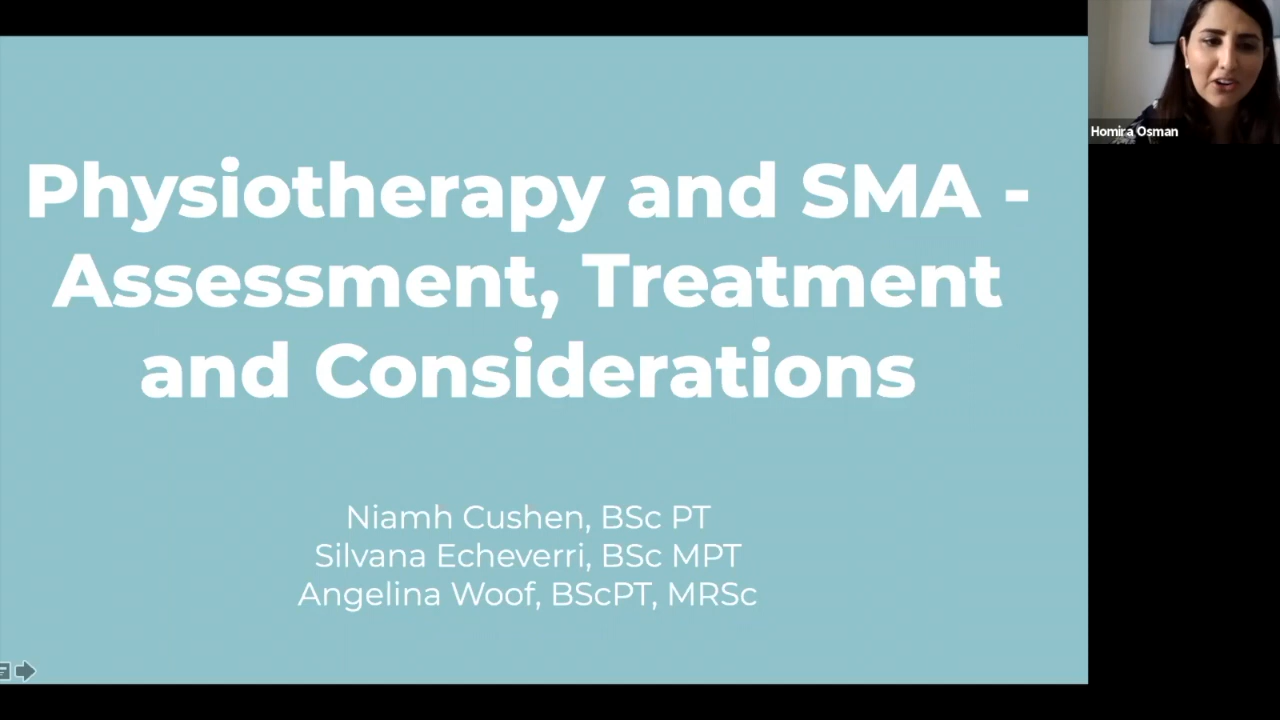 Physiotherapy and SMA -
Assessment, Treatment
and Considerations
Niamh Cushen, BSc PT
Silvana Echeverri, BSc MPT
Angelina Woof, BScPT, MRSc
Homira Osman